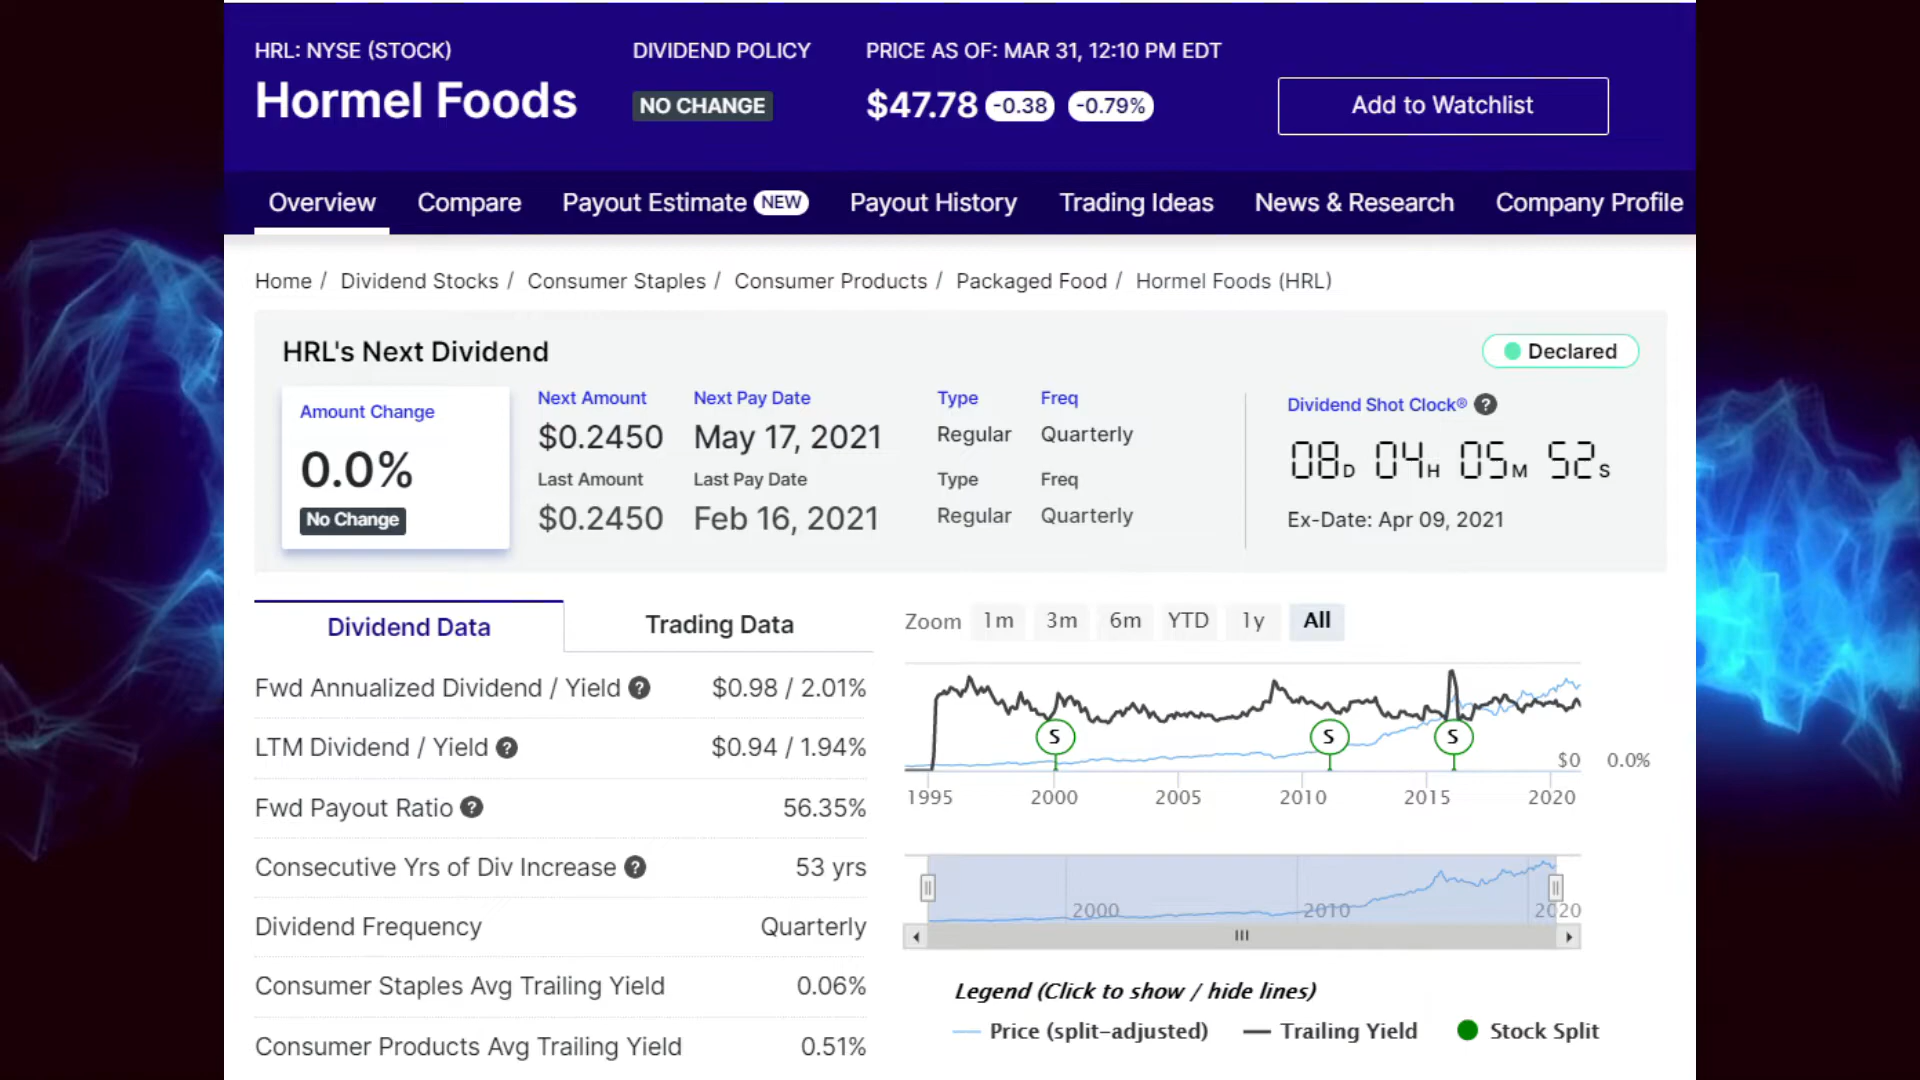 HRL: NYSE (STOCK)
Hormel Foods
DIVIDEND POLICY
NO CHANGE
PRICE AS OF: MAR 31, 12:10 PM EDT
$47.78 -0.38 -0.79%
Add to Watchlist
Overview Compare Payout Estimate NEW Payout History Trading Ideas News & Research Company Profile
Home / Dividend Stocks / Consumer Staples / Consumer Products / Packaged Food / Hormel Foods (HRL)
HRL's Next Dividend
Declared
Amount Change
0.0%
No Change
Next Amount Next Pay Date Type Freq
$0.2450 May 17, 2021 Regular Quarterly
Last Amount Last Pay Date Type Freq
$0.2450 Feb 16, 2021 Regular Quarterly
Dividend Shot Clock® ?
08D 04H 05M 52S
Ex-Date: Apr 09, 2021
Dividend Data Trading Data
Fwd Annualized Dividend / Yield ? $0.98 / 2.01%
LTM Dividend / Yield ? $0.94 / 1.94%
Fwd Payout Ratio ? 56.35%
Consecutive Yrs of Div Increase ? 53 yrs
Dividend Frequency Quarterly
Consumer Staples Avg Trailing Yield 0.06%
Consumer Products Avg Trailing Yield 0.51%
Zoom 1m 3m 6m YTD 1y All
S S S
$0 0.0%
1995 2000 2005 2010 2015 2020
2000 2010 2020
Legend (Click to show / hide lines)
Price (split-adjusted) Trailing Yield Stock Split